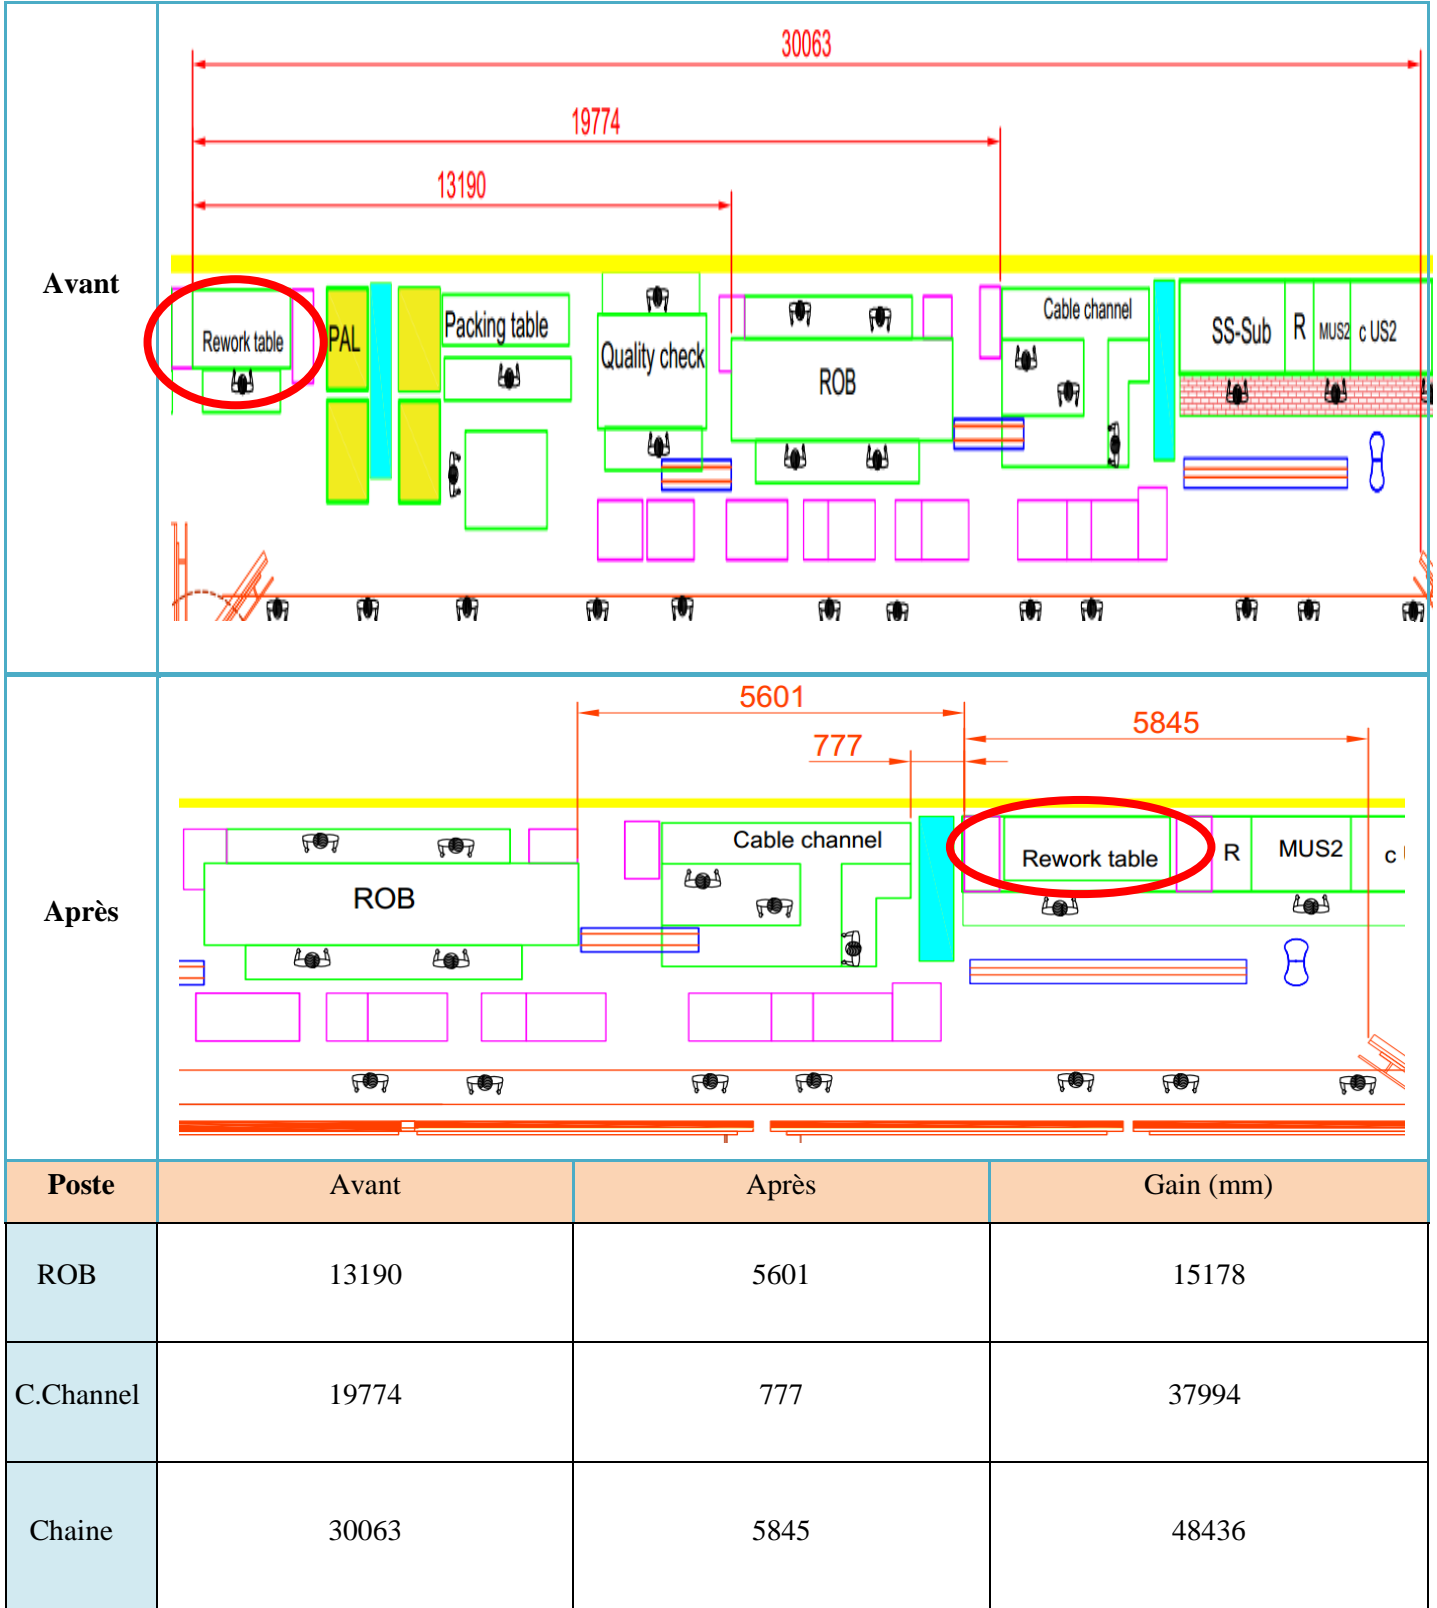 Avant
30063
19774
13190
Rework table
PAL
Packing table
Quality check
ROB
Cable channel
SS-Sub
R
MUS2
c US2
Après
5601
5845
777
ROB
Cable channel
Rework table
R
MUS2
c
Poste Avant Après Gain (mm)
ROB 13190 5601 15178
C.Channel 19774 777 37994
Chaine 30063 5845 48436